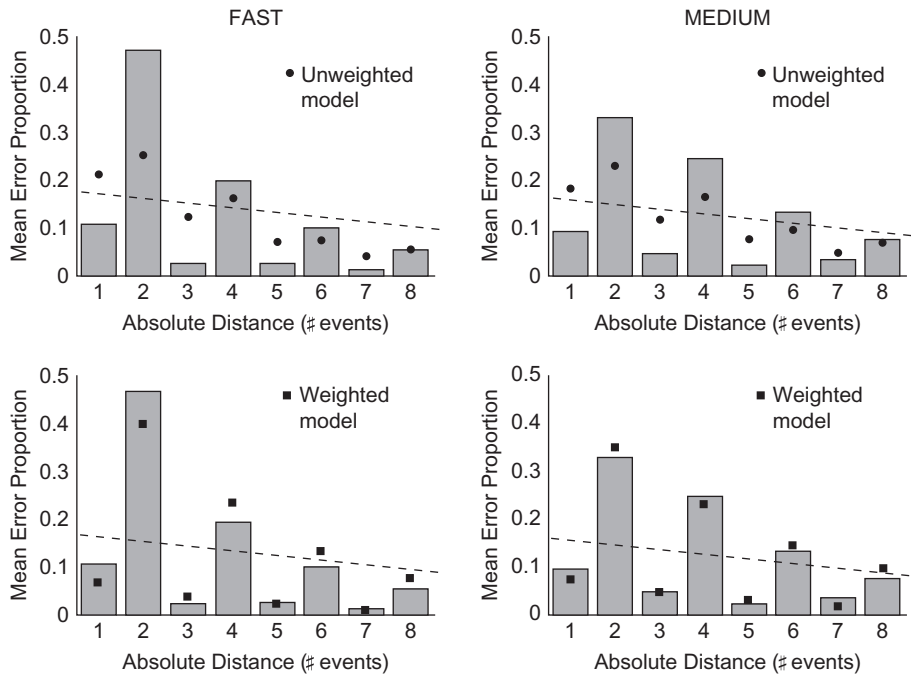 FAST
0.5
0.4
0.3
0.2
0.1
0
Mean Error Proportion
Unweighted
model
1 2 3 4 5 6 7 8
Absolute Distance (♯ events)
MEDIUM
0.5
0.4
0.3
0.2
0.1
0
Mean Error Proportion
Unweighted
model
1 2 3 4 5 6 7 8
Absolute Distance (♯ events)
0.5
0.4
0.3
0.2
0.1
0
Mean Error Proportion
Weighted
model
1 2 3 4 5 6 7 8
Absolute Distance (♯ events)
0.5
0.4
0.3
0.2
0.1
0
Mean Error Proportion
Weighted
model
1 2 3 4 5 6 7 8
Absolute Distance (♯ events)